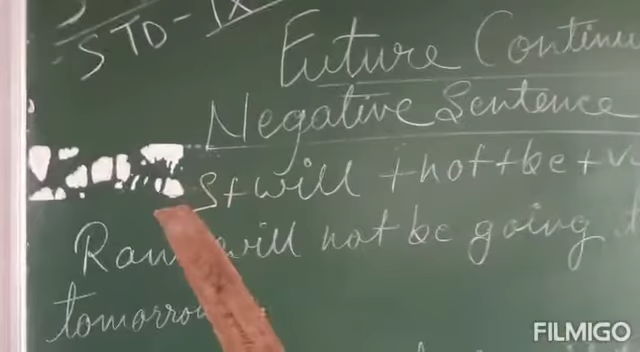 STD - IX
Future Continu
Negative Sentence
S + will + not + be + v
Ram will not be going t
tomorrow
FILMIGO